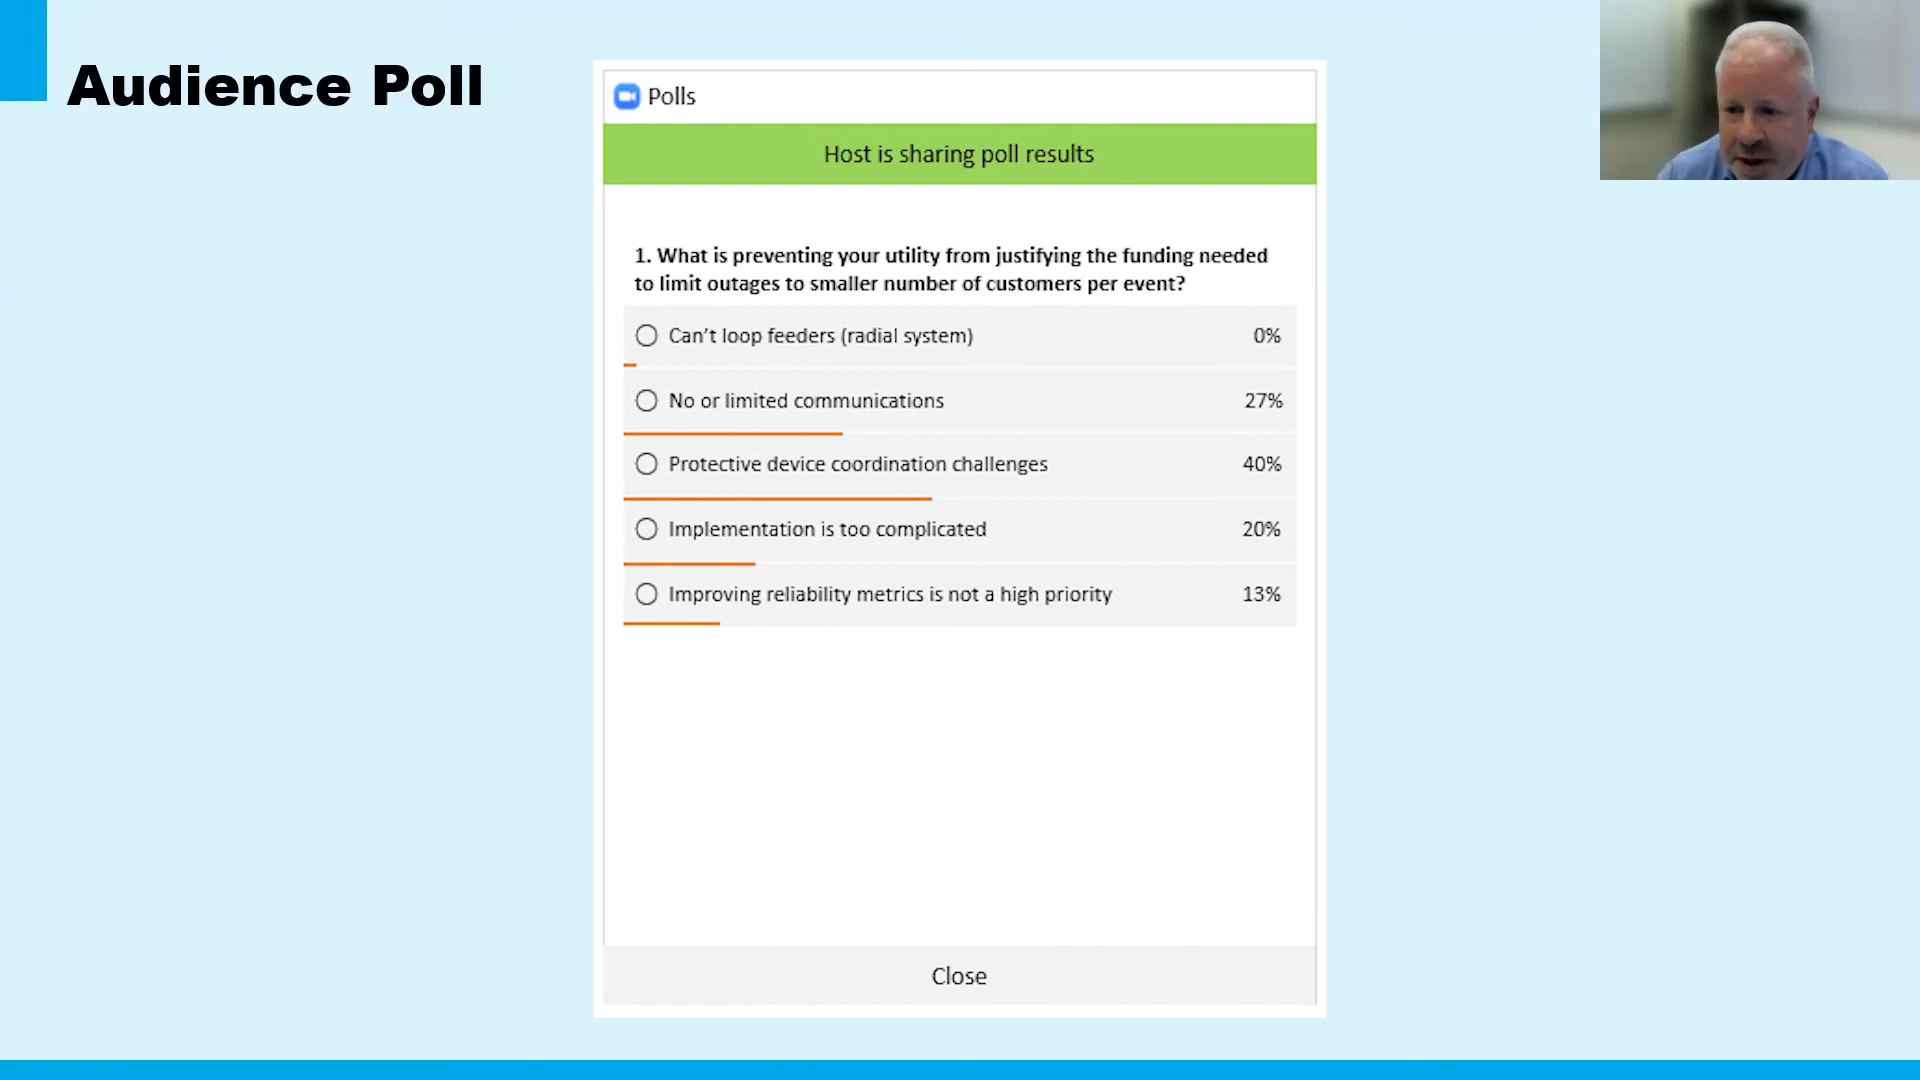 Audience Poll
Polls
Host is sharing poll results
1. What is preventing your utility from justifying the funding needed
to limit outages to smaller number of customers per event?
Can’t loop feeders (radial system) 0%
No or limited communications 27%
Protective device coordination challenges 40%
Implementation is too complicated 20%
Improving reliability metrics is not a high priority 13%
Close